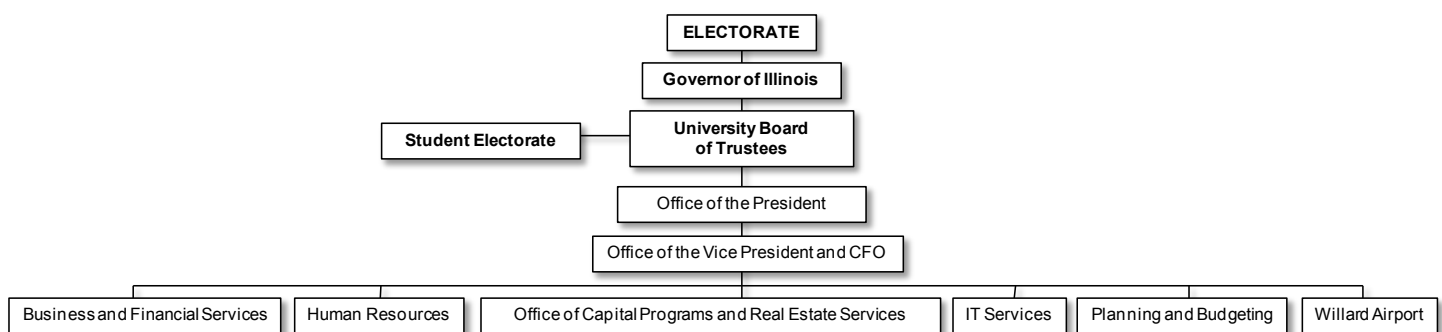 ELECTORATE
Governor of Illinois
Student Electorate
University Board
of Trustees
Office of the President
Office of the Vice President and CFO
Business and Financial Services
Human Resources
Office of Capital Programs and Real Estate Services
IT Services
Planning and Budgeting
Willard Airport